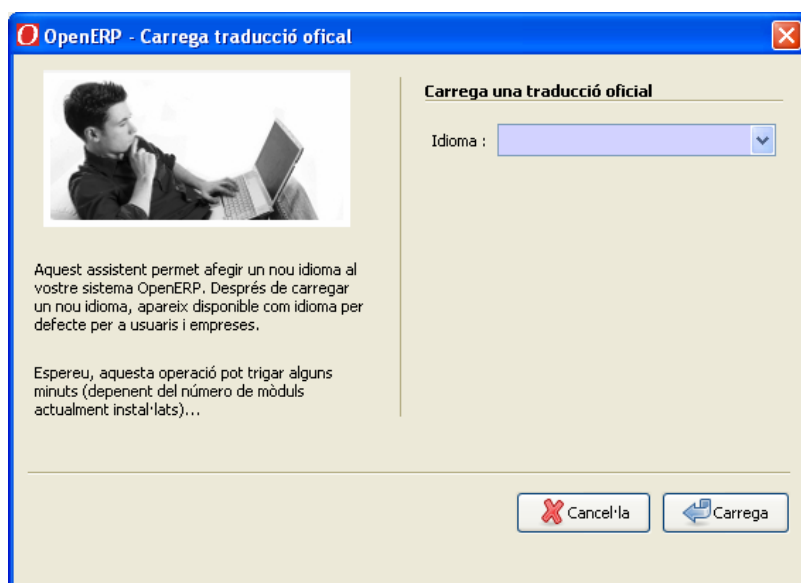 OpenERP - Carrega traducció ofical
Carrega una traducció oficial
Idioma :
Aquest assistent permet afegir un nou idioma al
vostre sistema OpenERP. Després de carregar
un nou idioma, apareix disponible com idioma per
defecte per a usuaris i empreses.
Espereu, aquesta operació pot trigar alguns
minuts (depenent del número de mòduls
actualment instal·lats)...
Cancel·la
Carrega